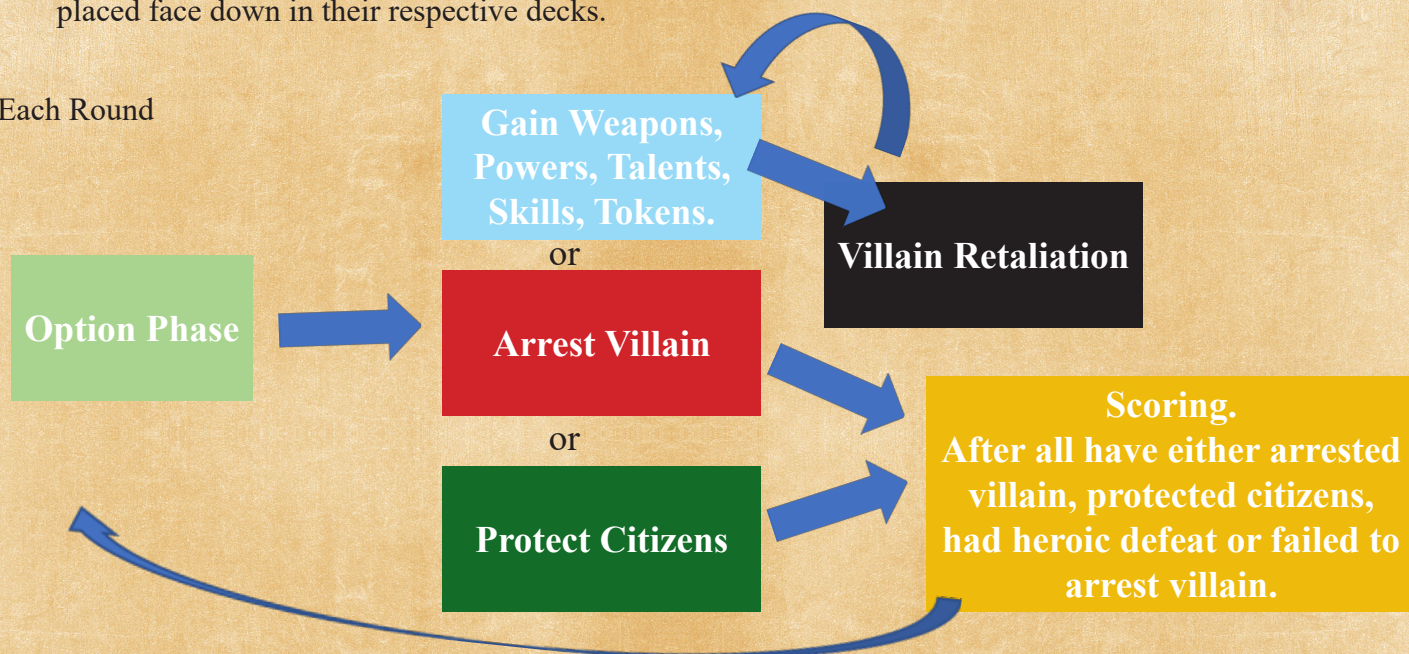 placed face down in their respective decks.
Each Round
Gain Weapons,
Powers, Talents,
Skills, Tokens.
or
Villain Retaliation
Option Phase
Arrest Villain
or
Protect Citizens
Scoring.
After all have either arrested
villain, protected citizens,
had heroic defeat or failed to
arrest villain.